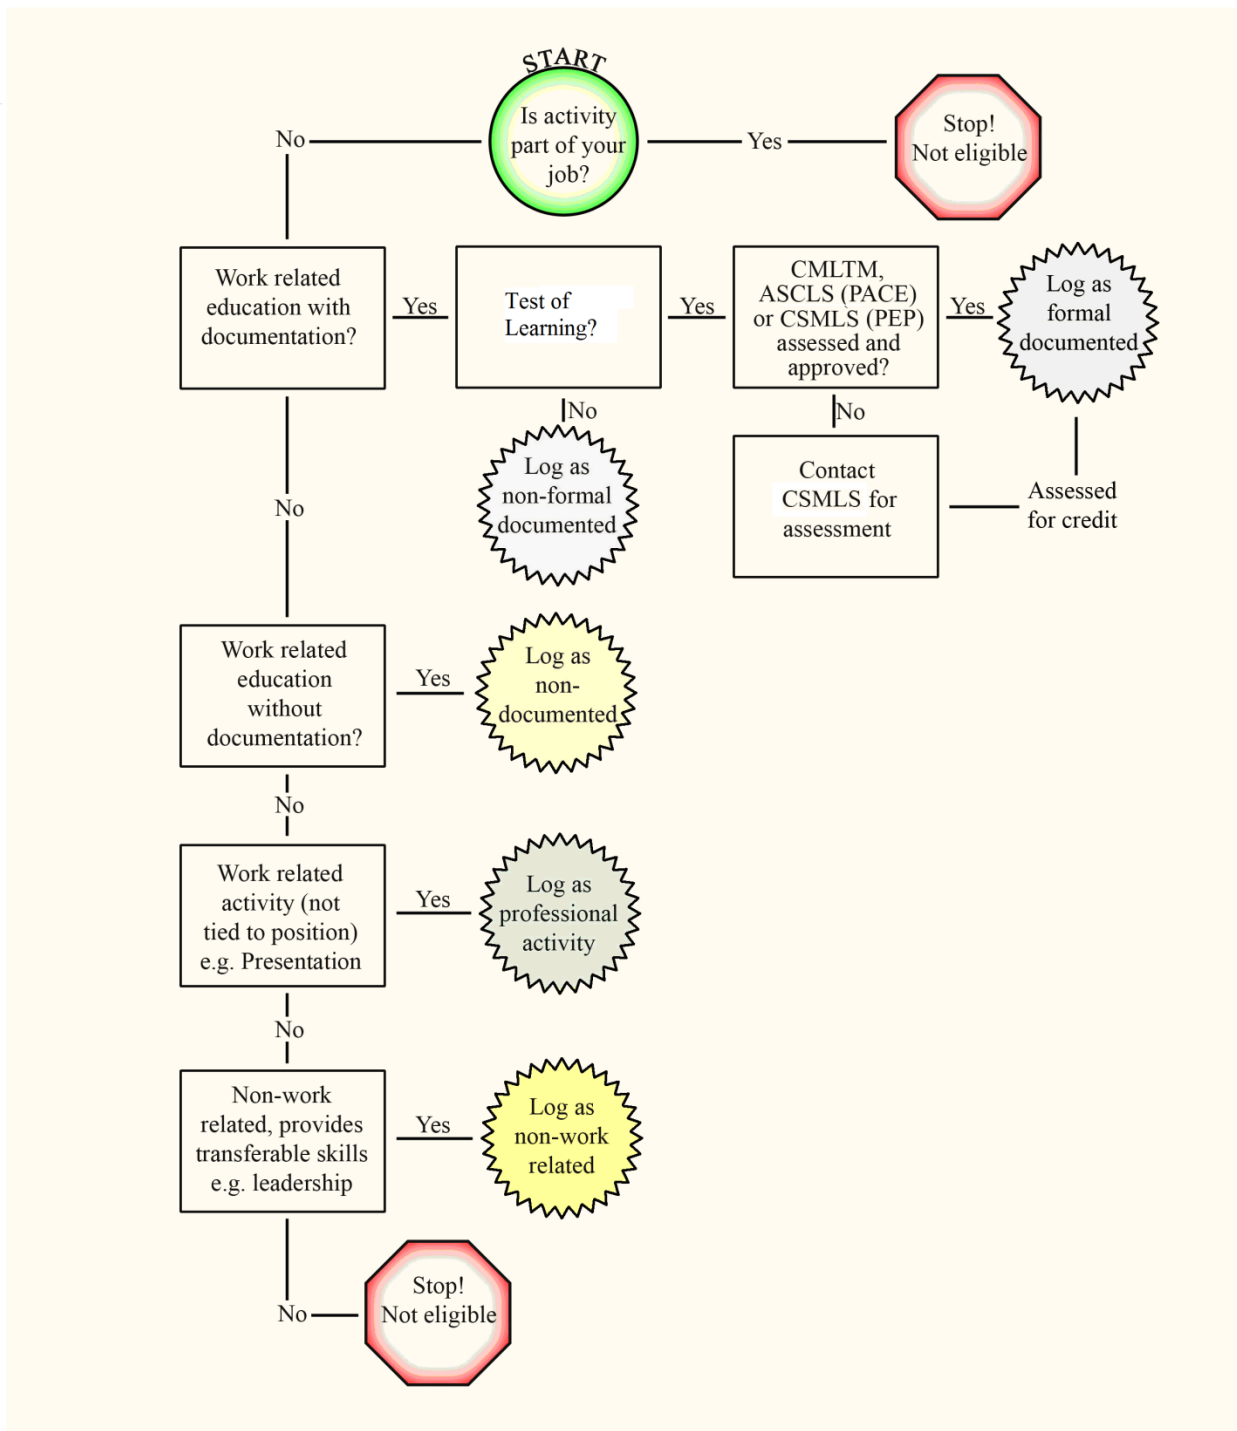 START
Is activity
part of your
job?
No
Yes
Stop!
Not eligible
Work related
education with
documentation?
Yes
Test of
Learning?
Yes
CMLTM,
ASCLS (PACE)
or CSMLS (PEP)
assessed and
approved?
Yes
Log as
formal
documented
No
Log as
non-formal
documented
No
Contact
CSMLS for
assessment
Assessed
for credit
No
Work related
education
without
documentation?
Yes
Log as
non-
documented
No
Work related
activity (not
tied to position)
e.g. Presentation
Yes
Log as
professional
activity
No
Non-work
related, provides
transferable skills
e.g. leadership
Yes
Log as
non-work
related
No
Stop!
Not eligible